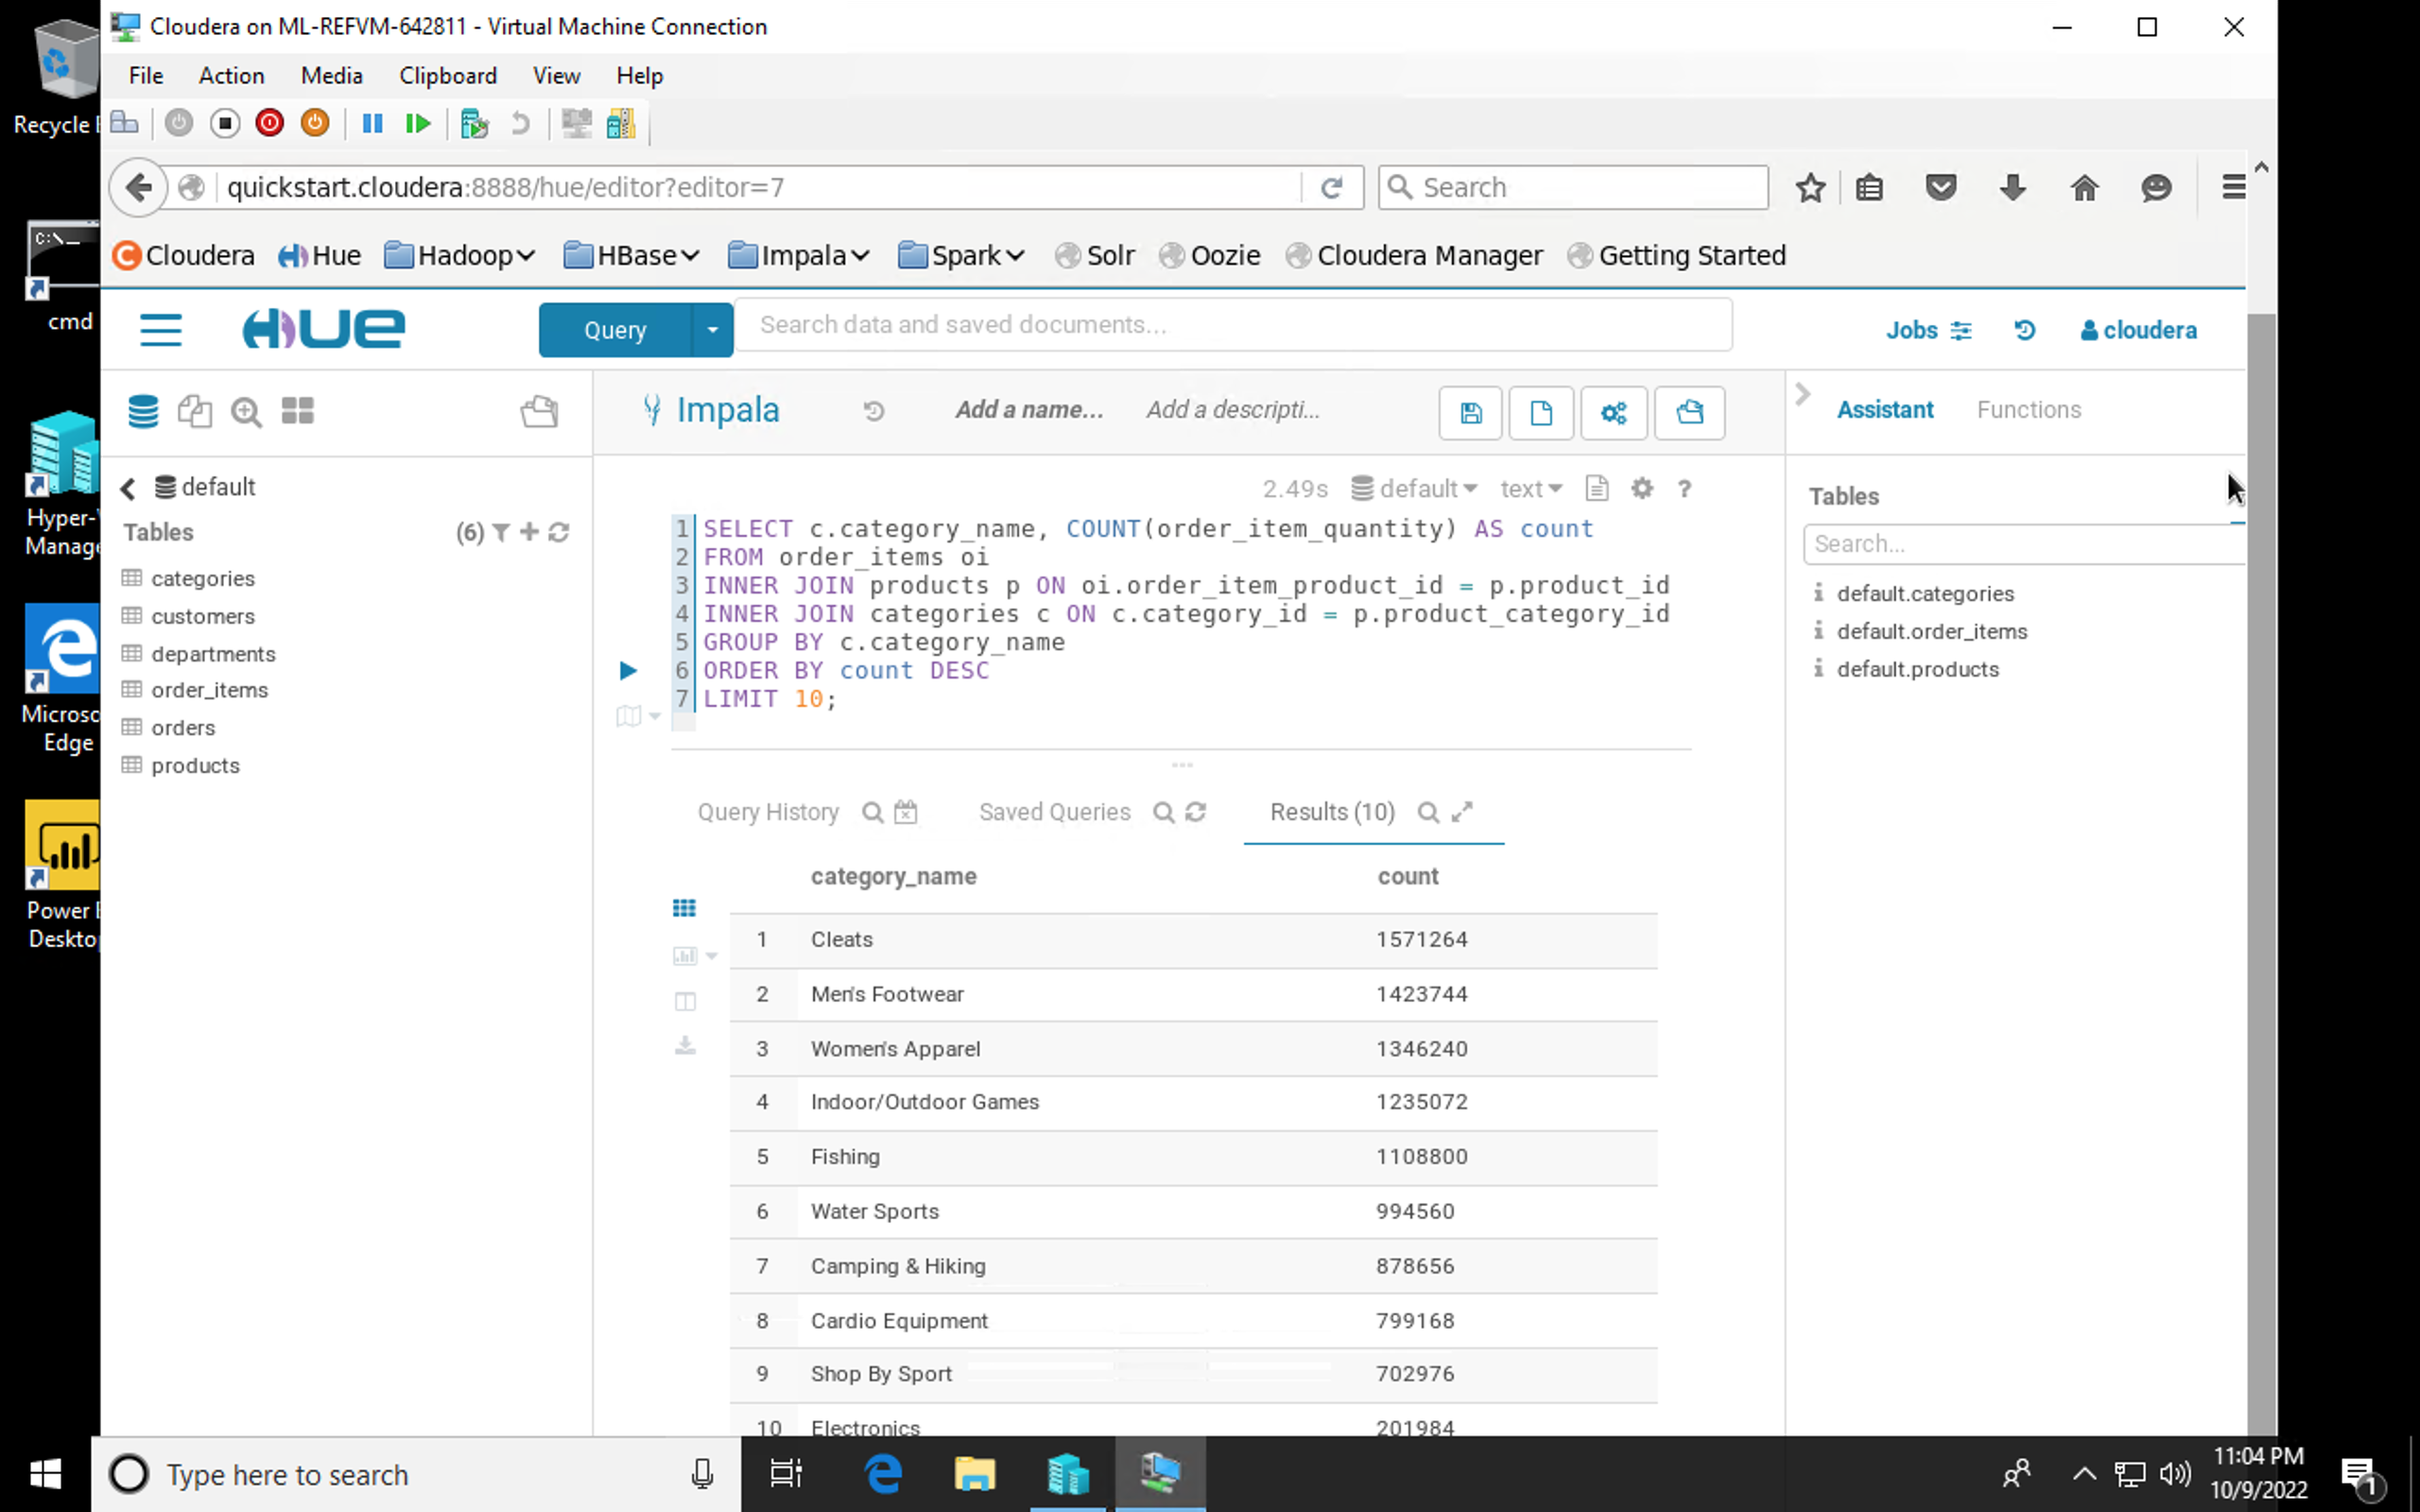 Cloudera on ML-REFVM-642811 - Virtual Machine Connection
File Action Media Clipboard View Help
Recycle
quickstart.cloudera:8888/hue/editor?editor=7
Search
Cloudera Hue Hadoop HBase Impala Spark Solr Oozie Cloudera Manager Getting Started
C:\_
cmd
HUE
Query
Search data and saved documents...
Jobs
cloudera
Impala
Add a name...
Add a descripti...
Assistant
Functions
default
Tables
(6)
categories
customers
departments
order_items
orders
products
Hyper-
Manage
Microso
Edge
Power
Deskto
2.49s default text ?
1 SELECT c.category_name, COUNT(order_item_quantity) AS count
2 FROM order_items oi
3 INNER JOIN products p ON oi.order_item_product_id = p.product_id
4 INNER JOIN categories c ON c.category_id = p.product_category_id
5 GROUP BY c.category_name
6 ORDER BY count DESC
7 LIMIT 10;
Tables
Search...
default.categories
default.order_items
default.products
Query History
Saved Queries
Results (10)
category_name count
1 Cleats 1571264
2 Men's Footwear 1423744
3 Women's Apparel 1346240
4 Indoor/Outdoor Games 1235072
5 Fishing 1108800
6 Water Sports 994560
7 Camping & Hiking 878656
8 Cardio Equipment 799168
9 Shop By Sport 702976
10 Electronics 201984
Type here to search
11:04 PM
10/9/2022
1